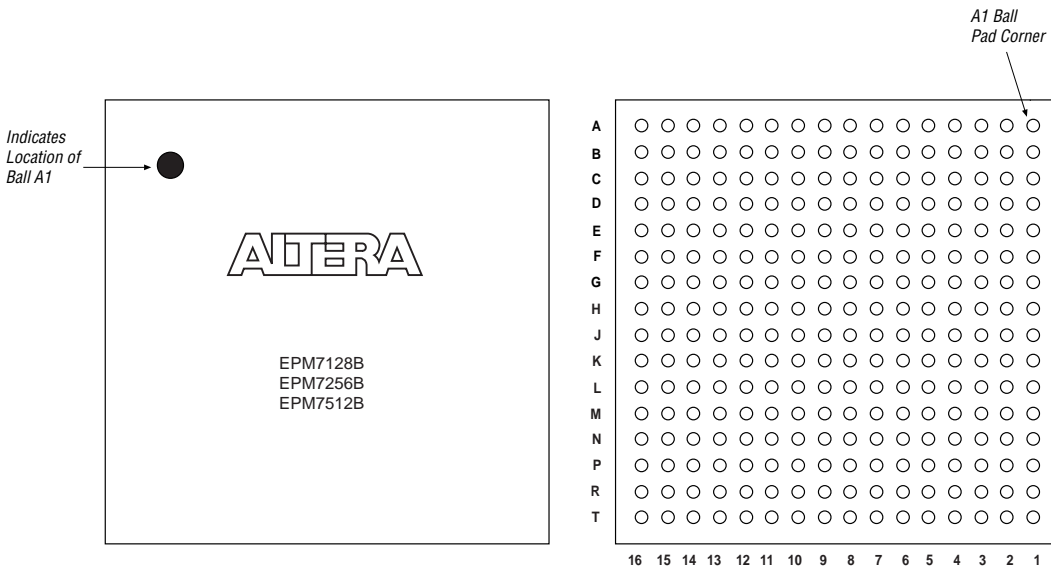 A1 Ball
Pad Corner
Indicates
Location of
Ball A1
ALTERA
EPM7128B
EPM7256B
EPM7512B
A
B
C
D
E
F
G
H
J
K
L
M
N
P
R
T
16 15 14 13 12 11 10 9 8 7 6 5 4 3 2 1